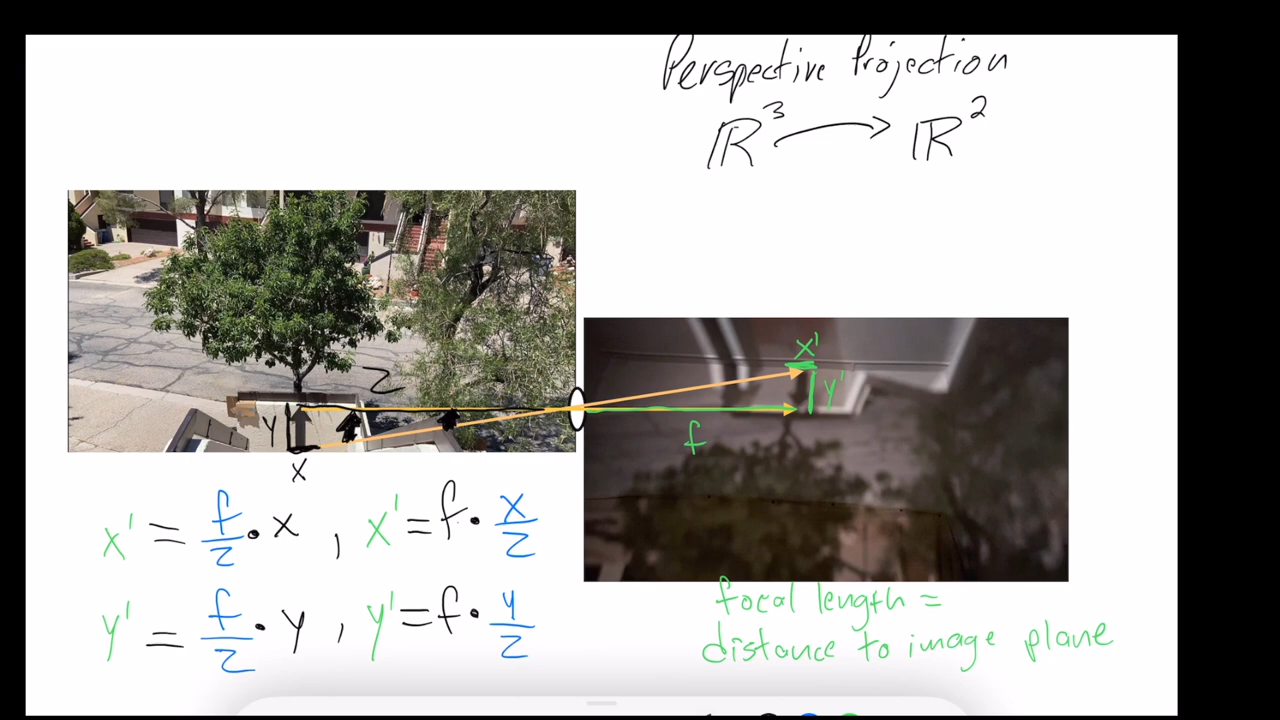 Perspective Projection
ℝ³ → ℝ²
z
y
x
x'
y'
f
x' = f/z · x , x' = f · x/z
y' = f/z · y , y' = f · y/z
focal length =
distance to image plane